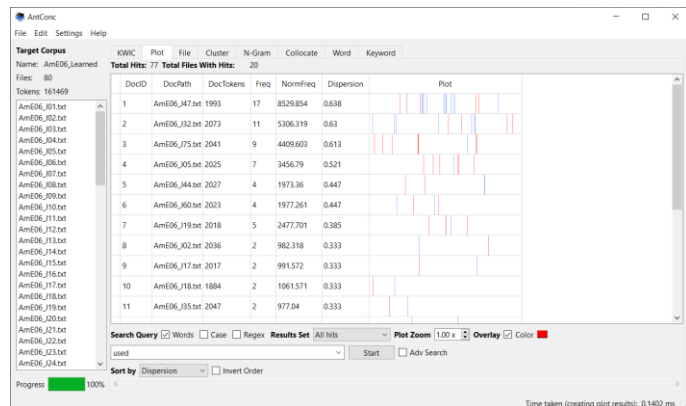 AntConc
File Edit Settings Help
Target Corpus
Name: AmE06_Learned
Files: 80
Tokens: 161469
AmE06_J01.txt
AmE06_J02.txt
AmE06_J03.txt
AmE06_J04.txt
AmE06_J05.txt
AmE06_J06.txt
AmE06_J07.txt
AmE06_J08.txt
AmE06_J09.txt
AmE06_J10.txt
AmE06_J11.txt
AmE06_J12.txt
AmE06_J13.txt
AmE06_J14.txt
AmE06_J15.txt
AmE06_J16.txt
AmE06_J17.txt
AmE06_J18.txt
AmE06_J19.txt
AmE06_J20.txt
AmE06_J21.txt
AmE06_J22.txt
AmE06_J23.txt
AmE06_J24.txt
Progress 100%
KWIC Plot File Cluster N-Gram Collocate Word Keyword
Total Hits: 77 Total Files With Hits: 20
DocID DocPath DocTokens Freq NormFreq Dispersion Plot
1 AmE06_J47.txt 1993 17 8529.854 0.638
2 AmE06_J32.txt 2073 11 5306.319 0.63
3 AmE06_J75.txt 2041 9 4409.603 0.613
4 AmE06_J05.txt 2025 7 3456.79 0.521
5 AmE06_J44.txt 2027 4 1973.36 0.447
6 AmE06_J60.txt 2023 4 1977.261 0.447
7 AmE06_J19.txt 2018 5 2477.701 0.385
8 AmE06_J02.txt 2036 2 982.318 0.333
9 AmE06_J17.txt 2017 2 991.572 0.333
10 AmE06_J18.txt 1884 2 1061.571 0.333
11 AmE06_J35.txt 2047 2 977.04 0.333
Search Query Words Case Regex Results Set All hits Plot Zoom 1.00 x Overlay Color
used Start Adv Search
Sort by Dispersion Invert Order
Time taken (creating plot results): 0.1402 ms